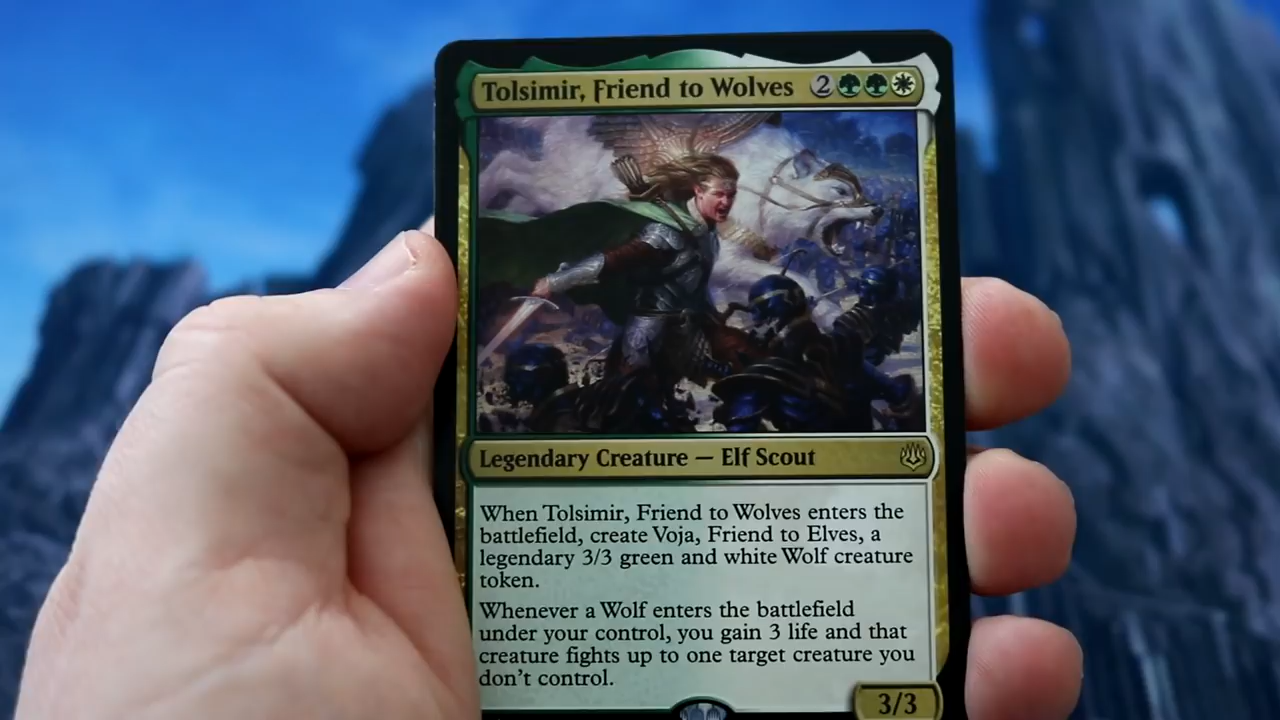 Tolsimir, Friend to Wolves 2
Legendary Creature — Elf Scout
When Tolsimir, Friend to Wolves enters the
battlefield, create Voja, Friend to Elves, a
legendary 3/3 green and white Wolf creature
token.
Whenever a Wolf enters the battlefield
under your control, you gain 3 life and that
creature fights up to one target creature you
don't control.
3/3